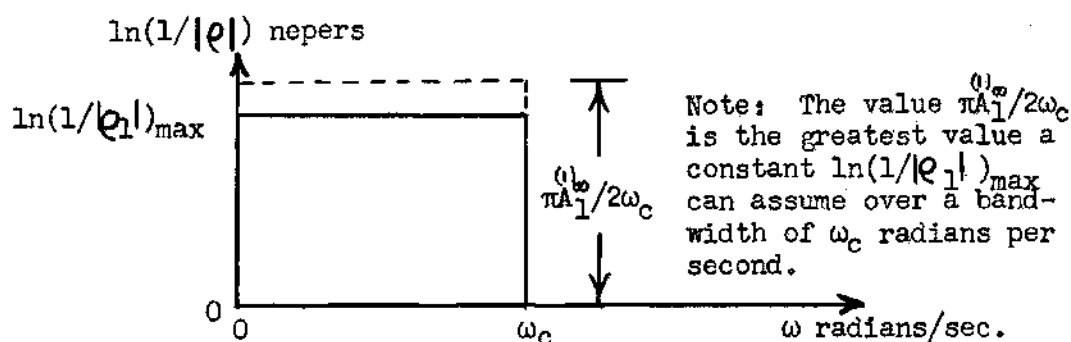 ln(1/|ρ|) nepers
ln(1/|ρ₁|)max
πA₁⁽¹⁾∞/2ωc
Note: The value πA₁⁽¹⁾∞/2ωc
is the greatest value a
constant ln(1/|ρ₁|)max
can assume over a band-
width of ωc radians per
second.
0
0
ωc
ω radians/sec.